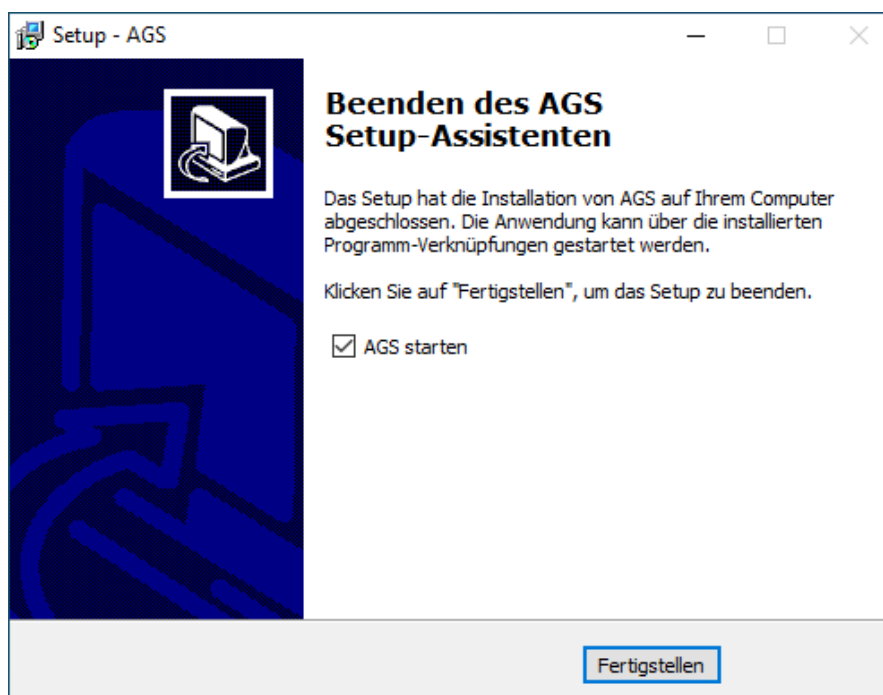 Setup - AGS
Beenden des AGS
Setup-Assistenten
Das Setup hat die Installation von AGS auf Ihrem Computer
abgeschlossen. Die Anwendung kann über die installierten
Programm-Verknüpfungen gestartet werden.
Klicken Sie auf "Fertigstellen", um das Setup zu beenden.
AGS starten
Fertigstellen